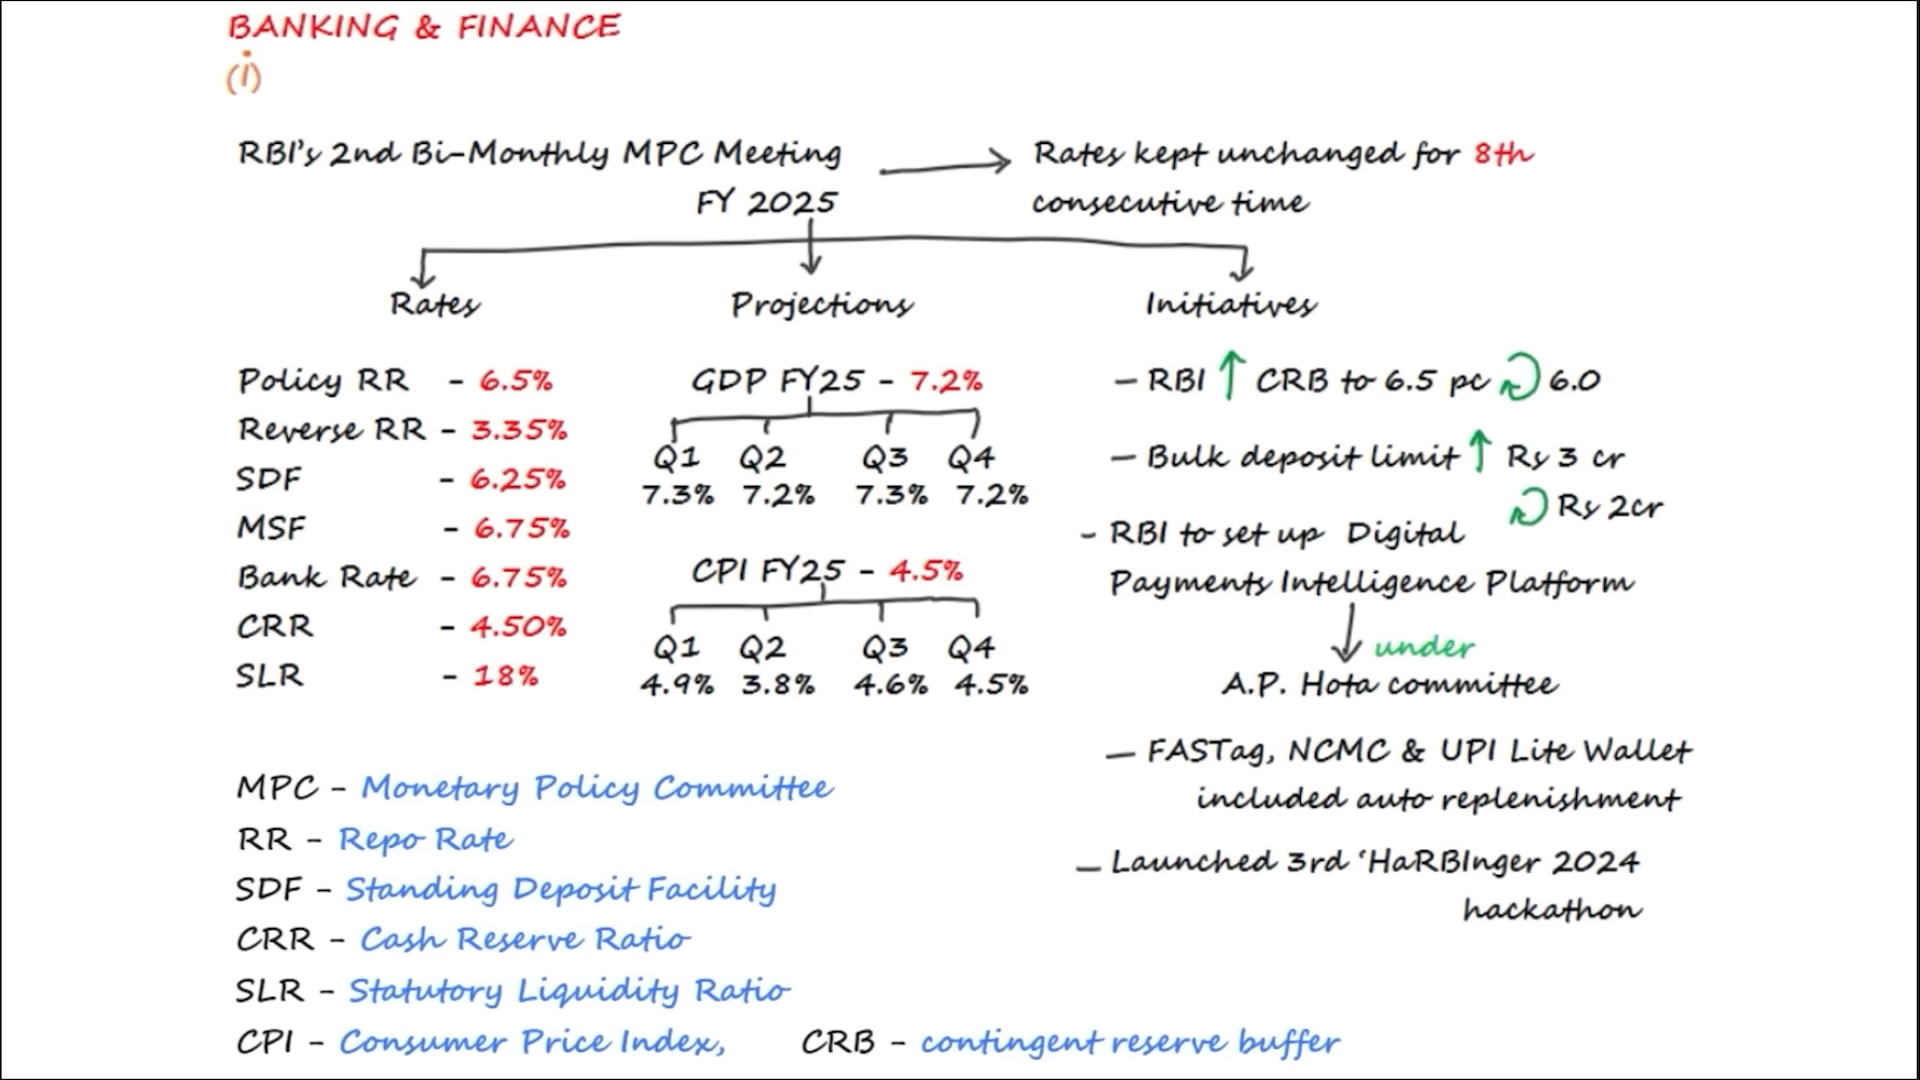 BANKING & FINANCE
(i)
RBI's 2nd Bi-Monthly MPC Meeting
FY 2025
Rates kept unchanged for 8th
consecutive time
Rates
Policy RR - 6.5%
Reverse RR - 3.35%
SDF - 6.25%
MSF - 6.75%
Bank Rate - 6.75%
CRR - 4.50%
SLR - 18%
Projections
GDP FY25 - 7.2%
Q1 Q2 Q3 Q4
7.3% 7.2% 7.3% 7.2%
CPI FY25 - 4.5%
Q1 Q2 Q3 Q4
4.9% 3.8% 4.6% 4.5%
Initiatives
- RBI ↑ CRB to 6.5 pc 6.0
- Bulk deposit limit ↑ Rs 3 cr
Rs 2cr
- RBI to set up Digital
Payments Intelligence Platform
under
A.P. Hota committee
- FASTag, NCMC & UPI Lite Wallet
included auto replenishment
- Launched 3rd 'HaRBInger 2024
hackathon
MPC - Monetary Policy Committee
RR - Repo Rate
SDF - Standing Deposit Facility
CRR - Cash Reserve Ratio
SLR - Statutory Liquidity Ratio
CPI - Consumer Price Index, CRB - contingent reserve buffer